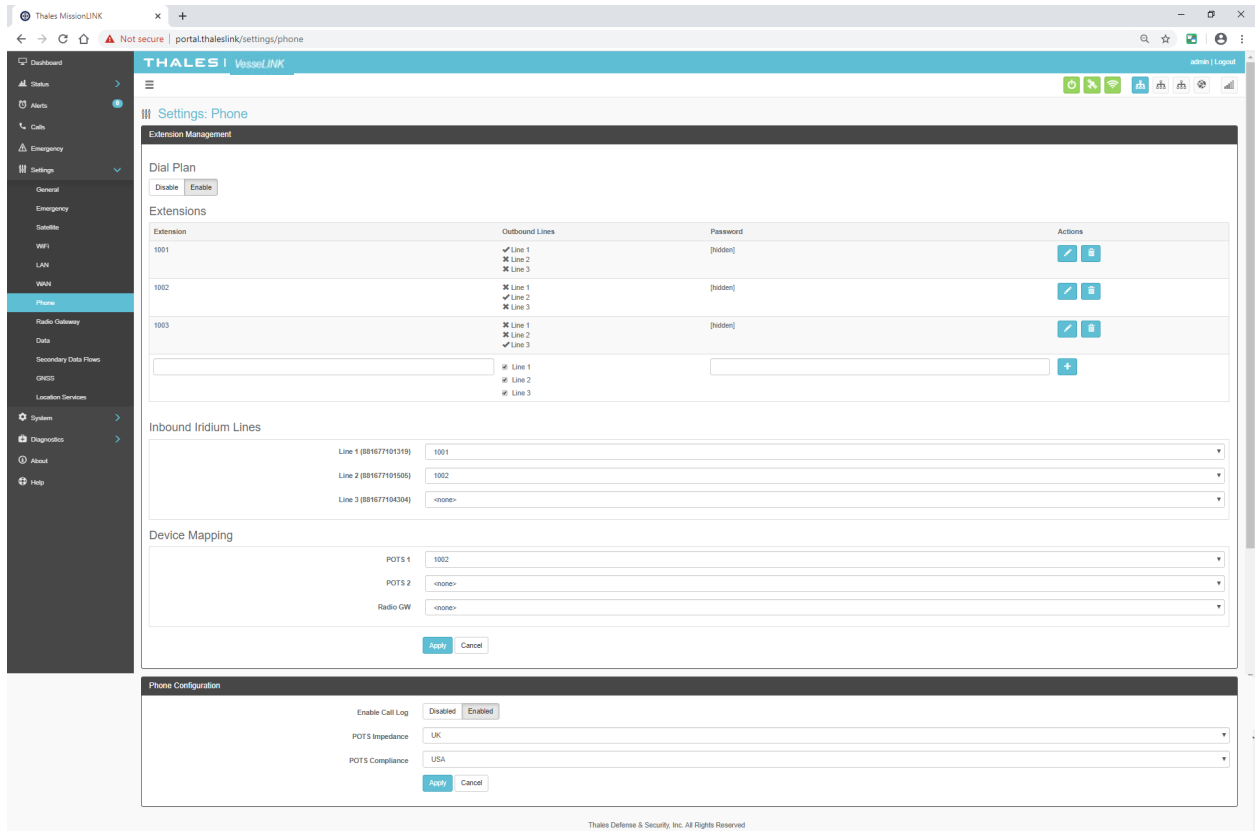 Thales MissionLINK
Not secure | portal.thaleslink/settings/phone
Dashboard
Status
Alerts 0
Calls
Emergency
Settings
General
Emergency
Satellite
WiFi
LAN
WAN
Phone
Radio Gateway
Data
Secondary Data Flows
GNSS
Location Services
System
Diagnostics
About
Help
THALES | VesseLINK
admin | Logout
Settings: Phone
Extension Management
Dial Plan
Disable Enable
Extensions
Extension Outbound Lines Password Actions
1001 Line 1 [hidden]
Line 2
Line 3
1002 Line 1 [hidden]
Line 2
Line 3
1003 Line 1 [hidden]
Line 2
Line 3
Line 1
Line 2
Line 3
Inbound Iridium Lines
Line 1 (881677101319) 1001
Line 2 (881677101505) 1002
Line 3 (881677104304) <none>
Device Mapping
POTS 1 1002
POTS 2 <none>
Radio GW <none>
Apply Cancel
Phone Configuration
Enable Call Log Disabled Enabled
POTS Impedance UK
POTS Compliance USA
Apply Cancel
Thales Defense & Security, Inc. All Rights Reserved